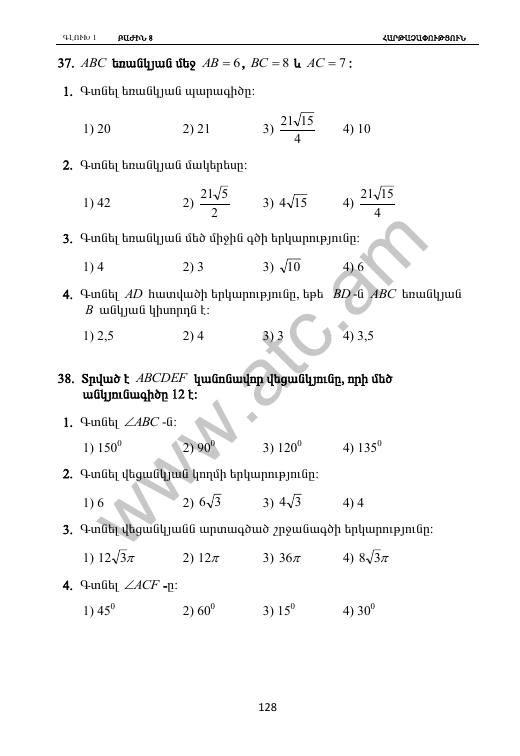 ԳԼՈՒԽ 1 ԲԱԺԻՆ 8 ՀԱՐԹԱՉԱՓՈՒԹՅՈՒՆ
37. ABC եռանկյան մեջ AB = 6, BC = 8 և AC = 7 :
1. Գտնել եռանկյան պարագիծը:
1) 20 2) 21 3) 21√15/4 4) 10
2. Գտնել եռանկյան մակերեսը:
1) 42 2) 21√5/2 3) 4√15 4) 21√15/4
3. Գտնել եռանկյան մեծ միջին գծի երկարությունը:
1) 4 2) 3 3) √10 4) 6
4. Գտնել AD հատվածի երկարությունը, եթե BD-ն ABC եռանկյան
B անկյան կիսորդն է:
1) 2,5 2) 4 3) 3 4) 3,5
38. Տրված է ABCDEF կանոնավոր վեցանկյունը, որի մեծ
անկյունագիծը 12 է:
1. Գտնել ∠ABC -ն:
1) 150⁰ 2) 90⁰ 3) 120⁰ 4) 135⁰
2. Գտնել վեցանկյան կողմի երկարությունը:
1) 6 2) 6√3 3) 4√3 4) 4
3. Գտնել վեցանկյանն արտագծած շրջանագծի երկարությունը:
1) 12√3π 2) 12π 3) 36π 4) 8√3π
4. Գտնել ∠ACF -ը:
1) 45⁰ 2) 60⁰ 3) 15⁰ 4) 30⁰
www.atc.am
128